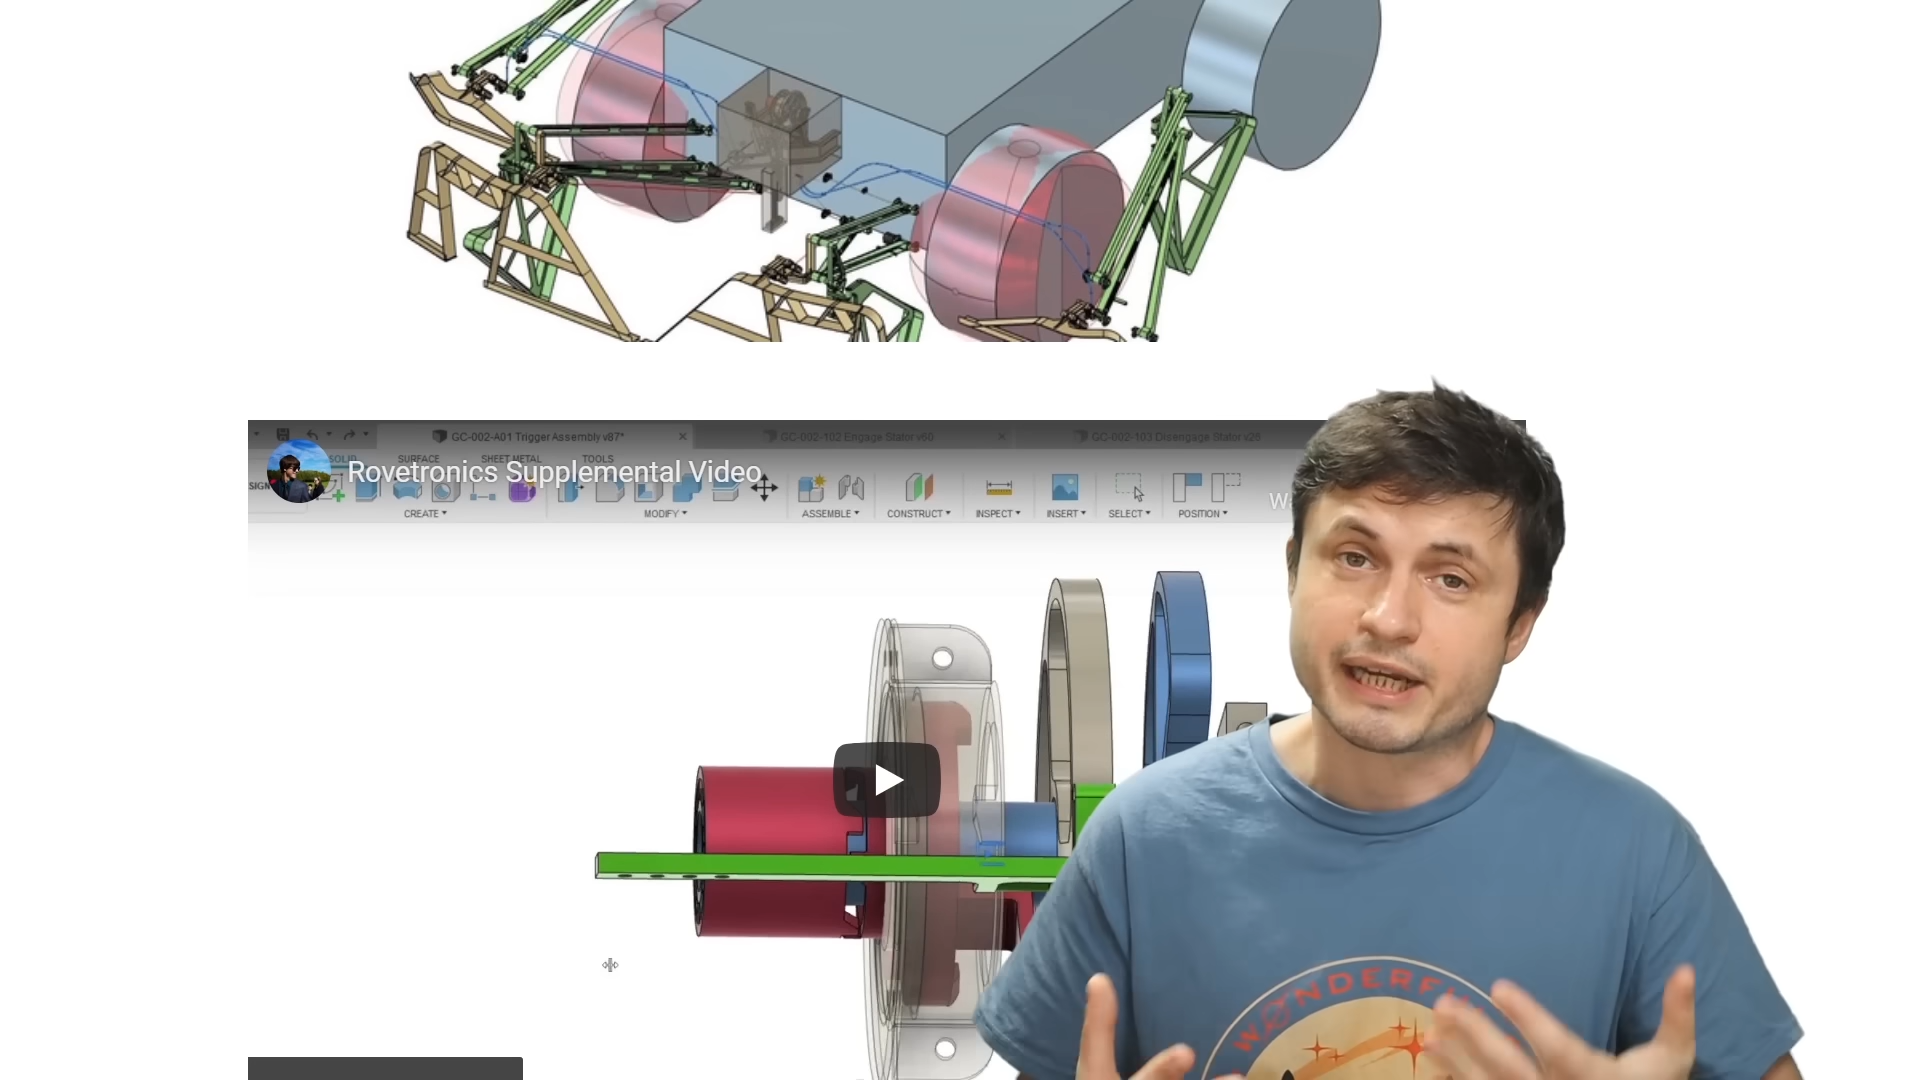 GC-002-A01 Trigger Assembly v87*
GC-002-102 Engage Stator v60
GC-002-103 Disengage Stator v26
SOLID
SURFACE
SHEET METAL
TOOLS
Rovetronics Supplemental Video
CREATE
MODIFY
ASSEMBLE
CONSTRUCT
INSPECT
INSERT
SELECT
POSITION
WONDERFU